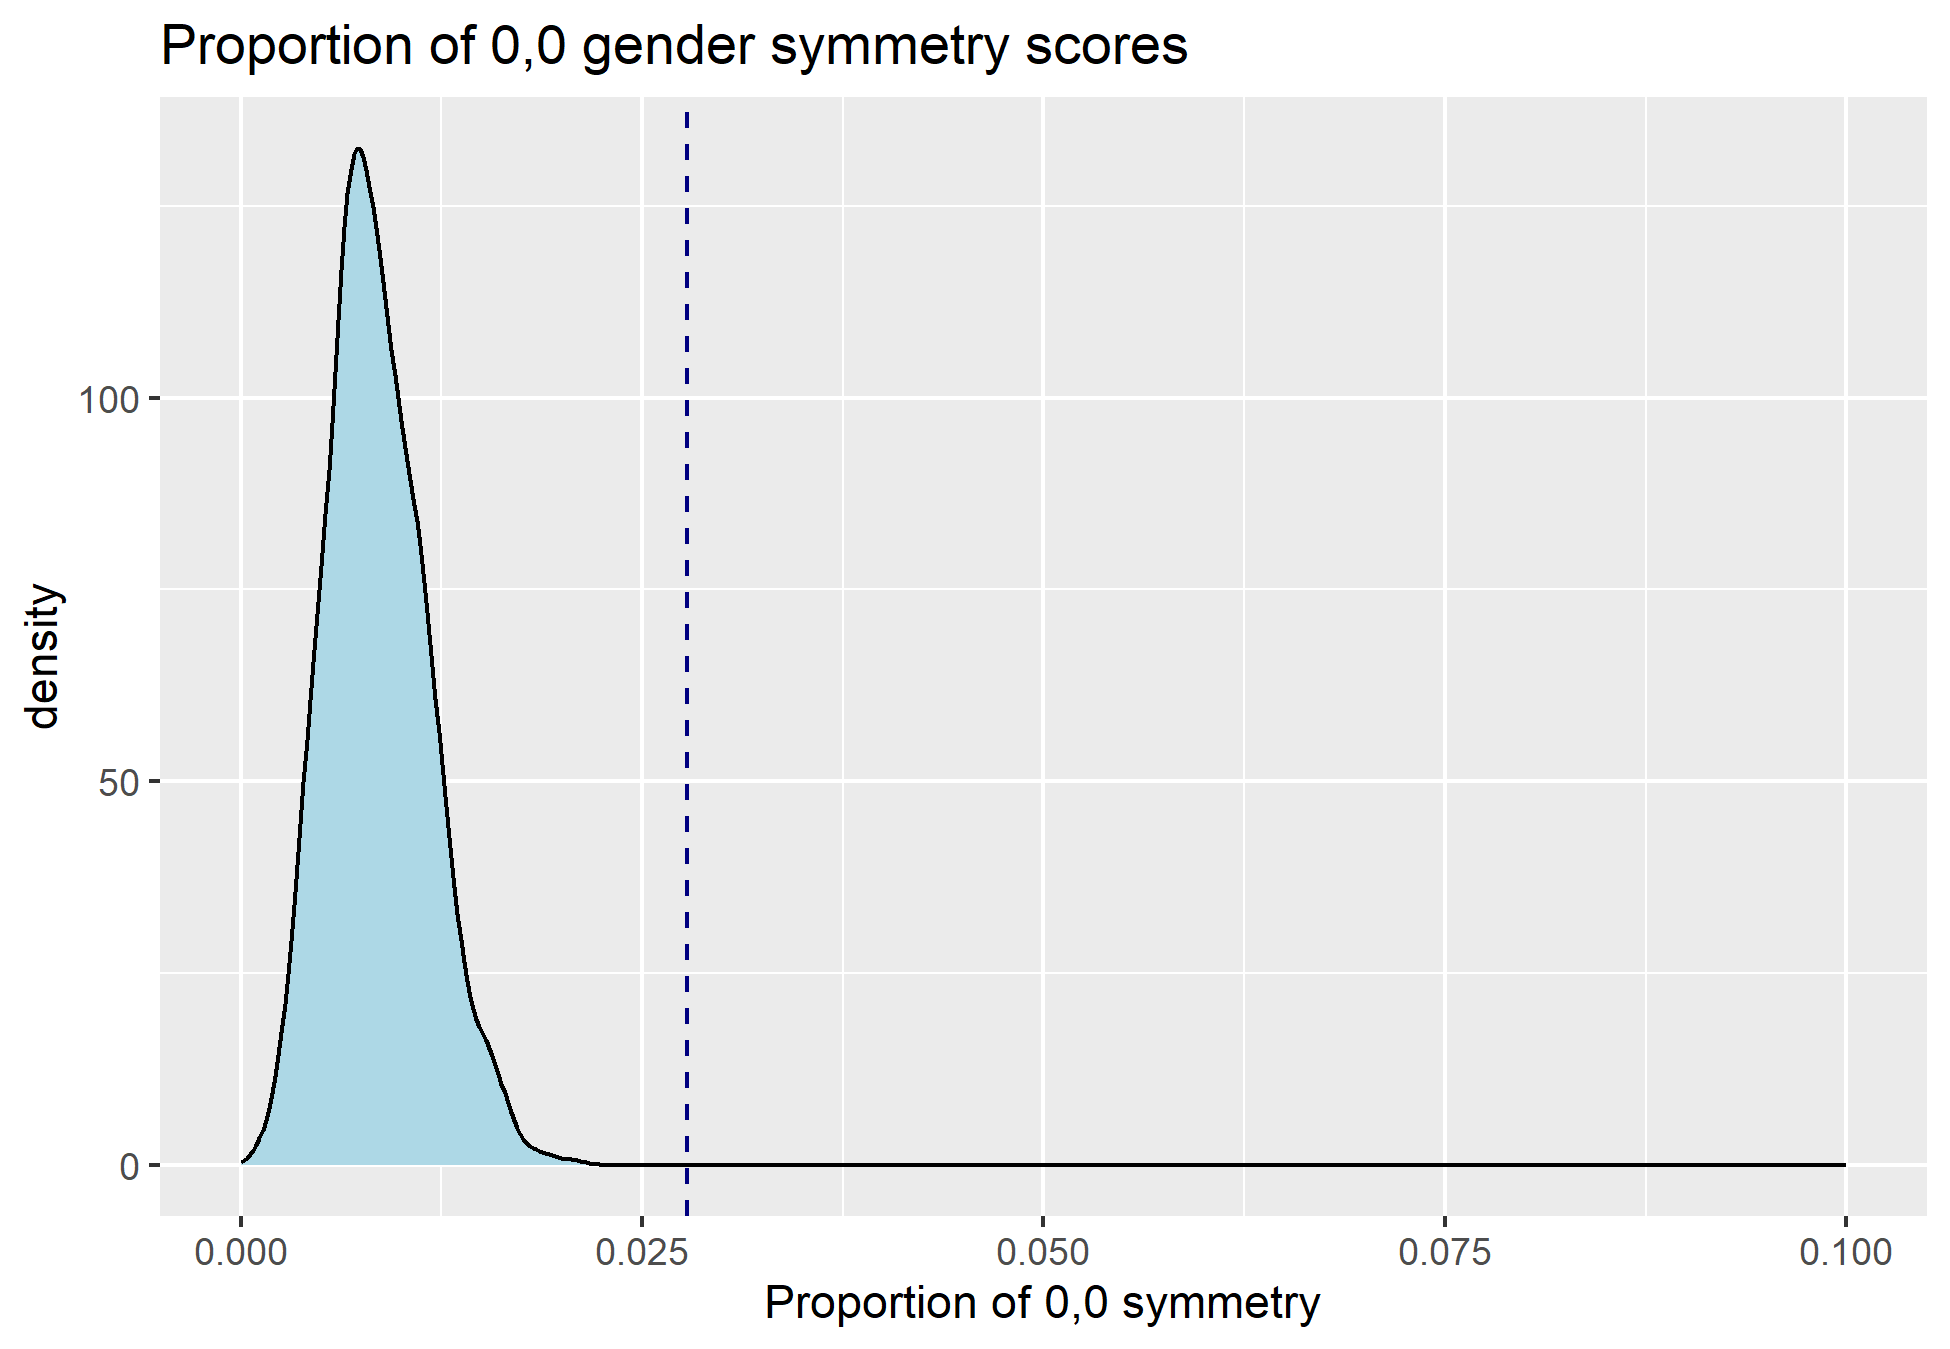 Proportion of 0,0 gender symmetry scores
density
100
50
0
0.000 0.025 0.050 0.075 0.100
Proportion of 0,0 symmetry